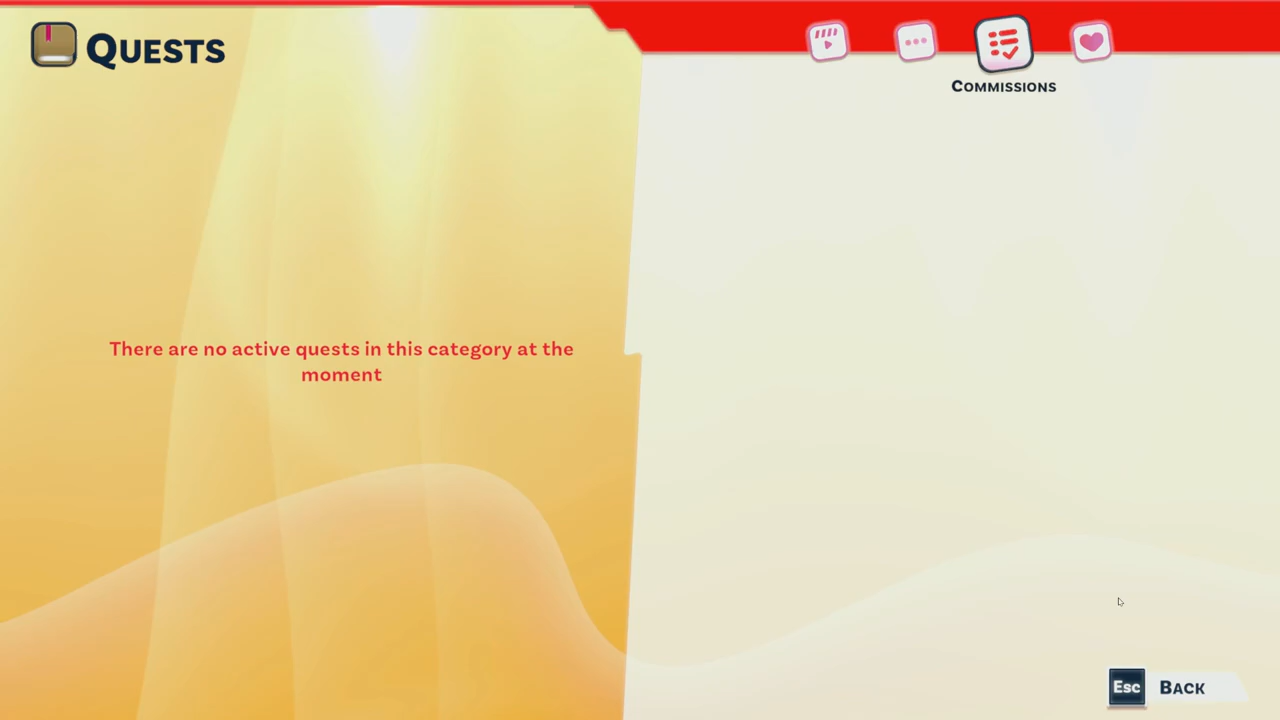 QUESTS
COMMISSIONS
There are no active quests in this category at the
moment
Esc BACK